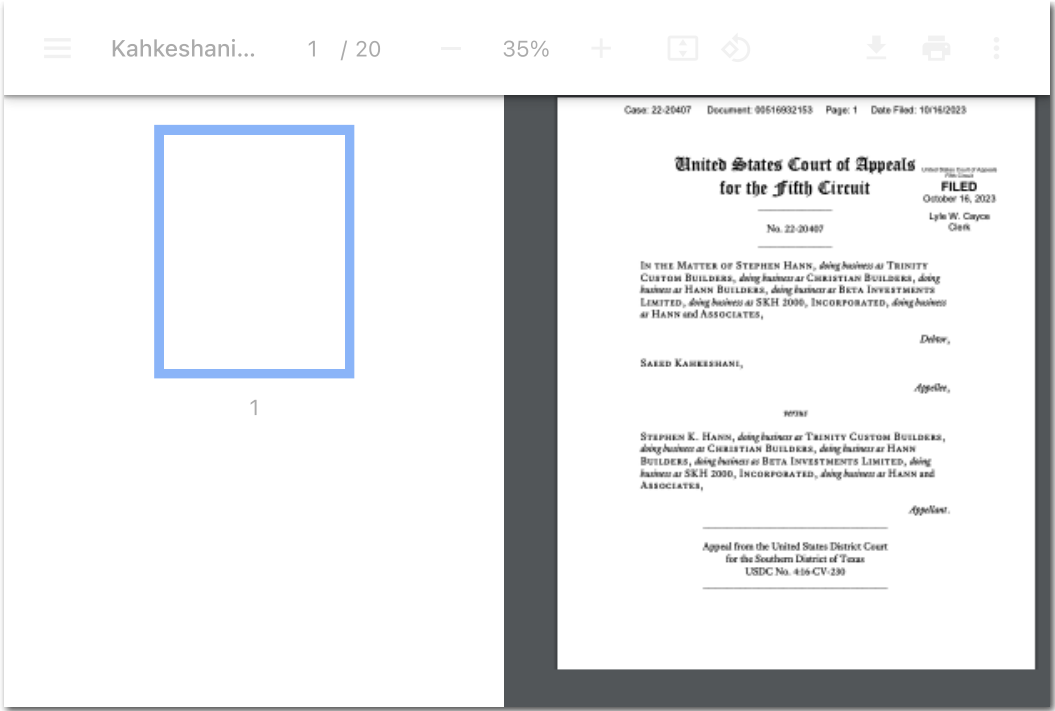 Kahkeshani... 1 / 20 35%
1
Case: 22-20407 Document: 00516932153 Page: 1 Date Filed: 10/16/2023
United States Court of Appeals
for the Fifth Circuit
United States Court of Appeals
Fifth Circuit
FILED
October 16, 2023
Lyle W. Cayce
Clerk
No. 22-20407
In the Matter of Stephen Hann, doing business as Trinity
Custom Builders, doing business as Christian Builders, doing
business as Hann Builders, doing business as Beta Investments
Limited, doing business as SKH 2000, Incorporated, doing business
as Hann and Associates,
Debtor,
Saeed Kahkeshani,
Appellee,
versus
Stephen K. Hann, doing business as Trinity Custom Builders,
doing business as Christian Builders, doing business as Hann
Builders, doing business as Beta Investments Limited, doing
business as SKH 2000, Incorporated, doing business as Hann and
Associates,
Appellant.
Appeal from the United States District Court
for the Southern District of Texas
USDC No. 4:16-CV-230